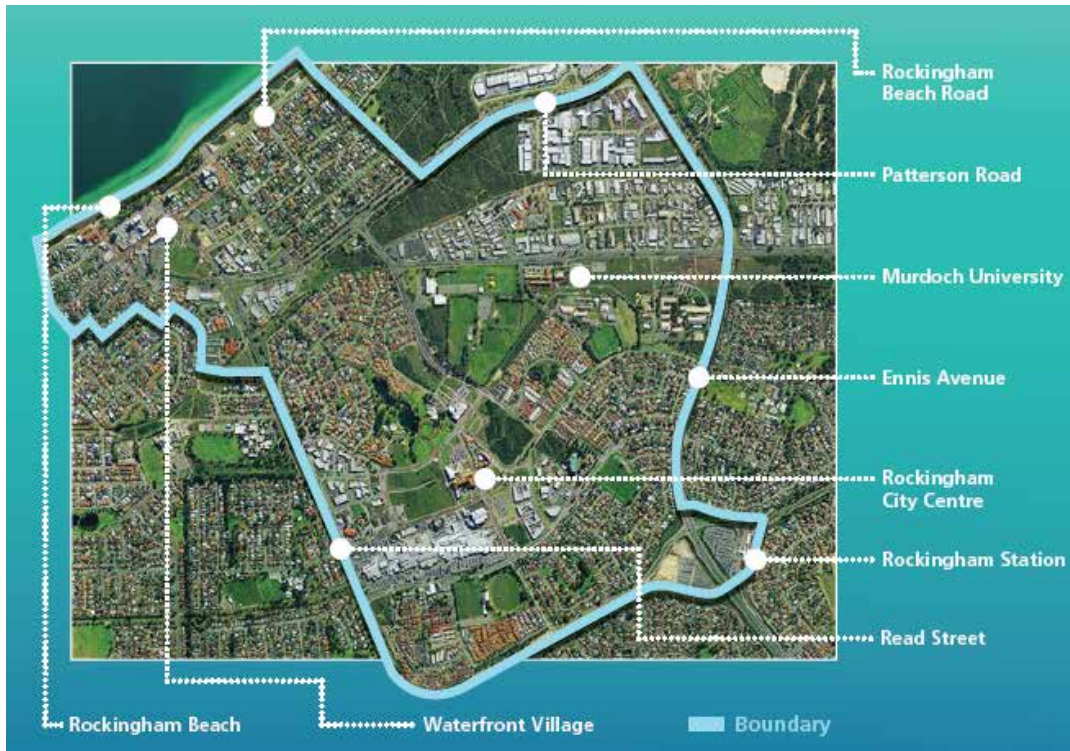 Rockingham
Beach Road
Patterson Road
Murdoch University
Ennis Avenue
Rockingham
City Centre
Rockingham Station
Read Street
Rockingham Beach
Waterfront Village
Boundary